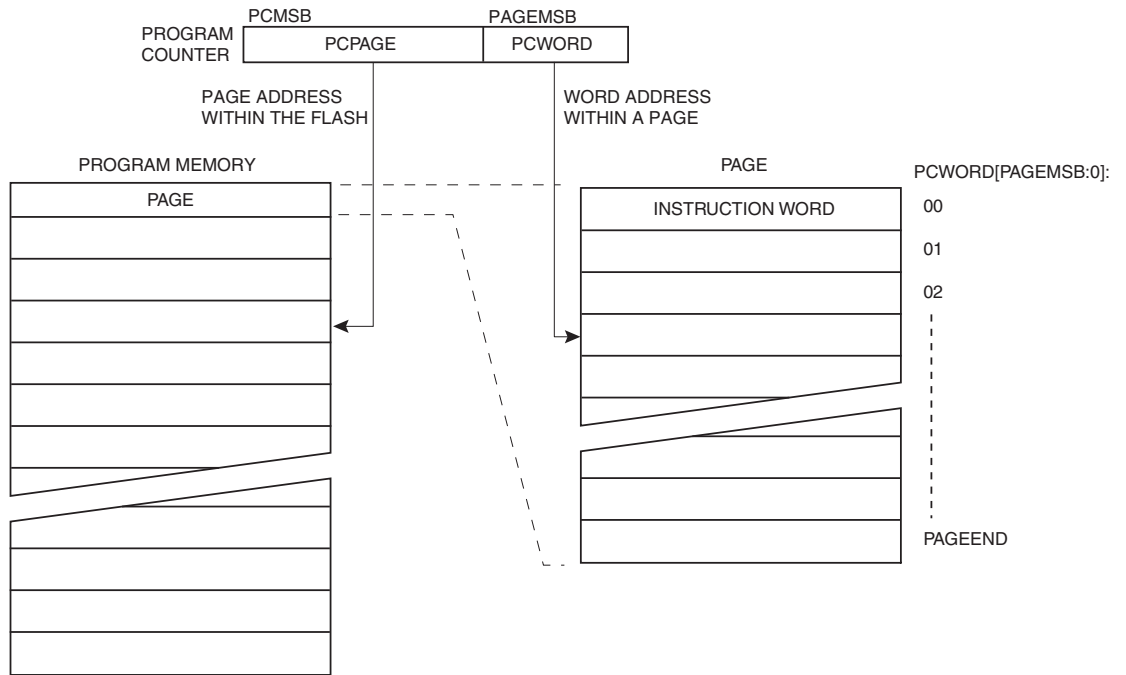 PCMSB
PAGEMSB
PROGRAM
COUNTER
PCPAGE
PCWORD
PAGE ADDRESS
WITHIN THE FLASH
WORD ADDRESS
WITHIN A PAGE
PROGRAM MEMORY
PAGE
PAGE
INSTRUCTION WORD
PCWORD[PAGEMSB:0]:
00
01
02
PAGEEND